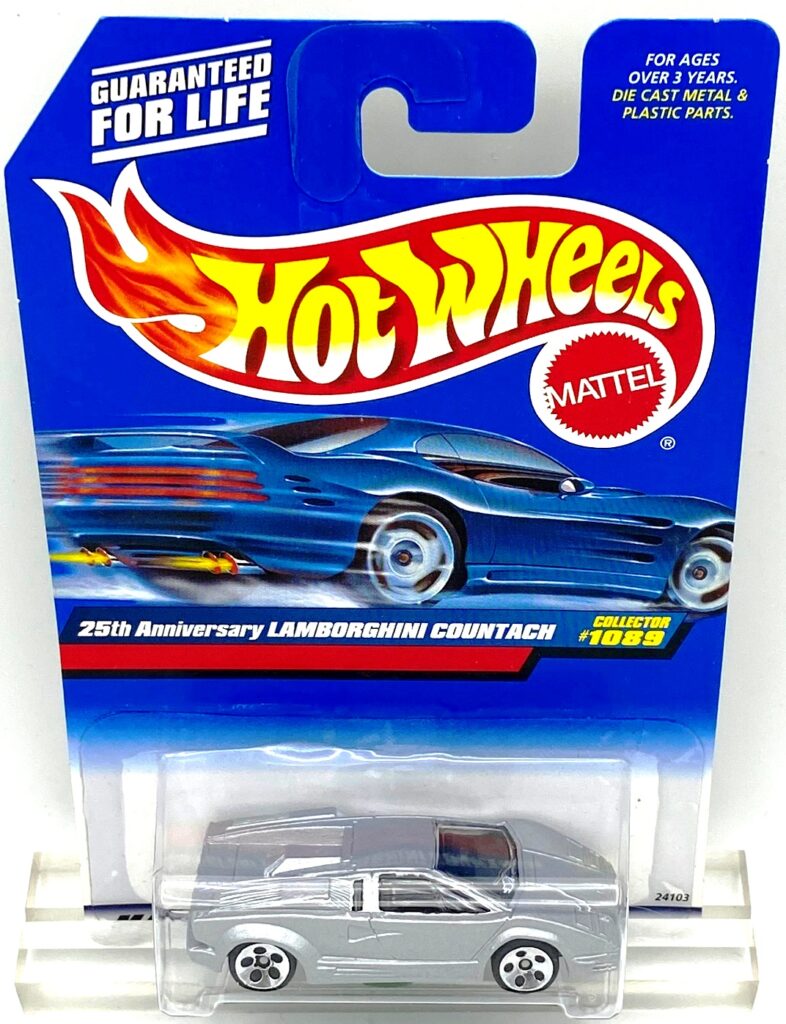 GUARANTEED
FOR LIFE
FOR AGES
OVER 3 YEARS.
DIE CAST METAL &
PLASTIC PARTS.
HOT WHEELS
MATTEL
®
25th Anniversary LAMBORGHINI COUNTACH
COLLECTOR
#1089
24103